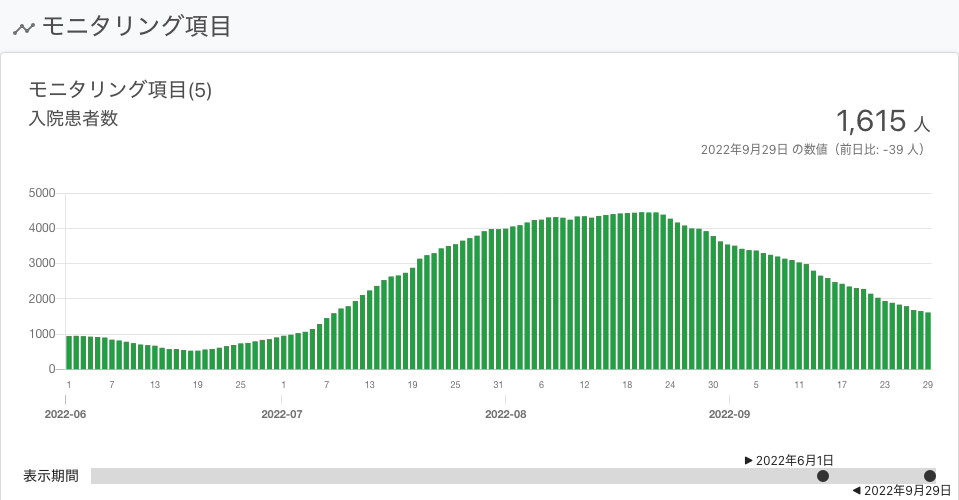 モニタリング項目
モニタリング項目(5)
入院患者数
1,615 人
2022年9月29日 の数値（前日比: -39 人）
5000
4000
3000
2000
1000
0
1 7 13 19 25 1 7 13 19 25 31 6 12 18 24 30 5 11 17 23 29
2022-06 2022-07 2022-08 2022-09
▶ 2022年6月1日
表示期間
◀ 2022年9月29日